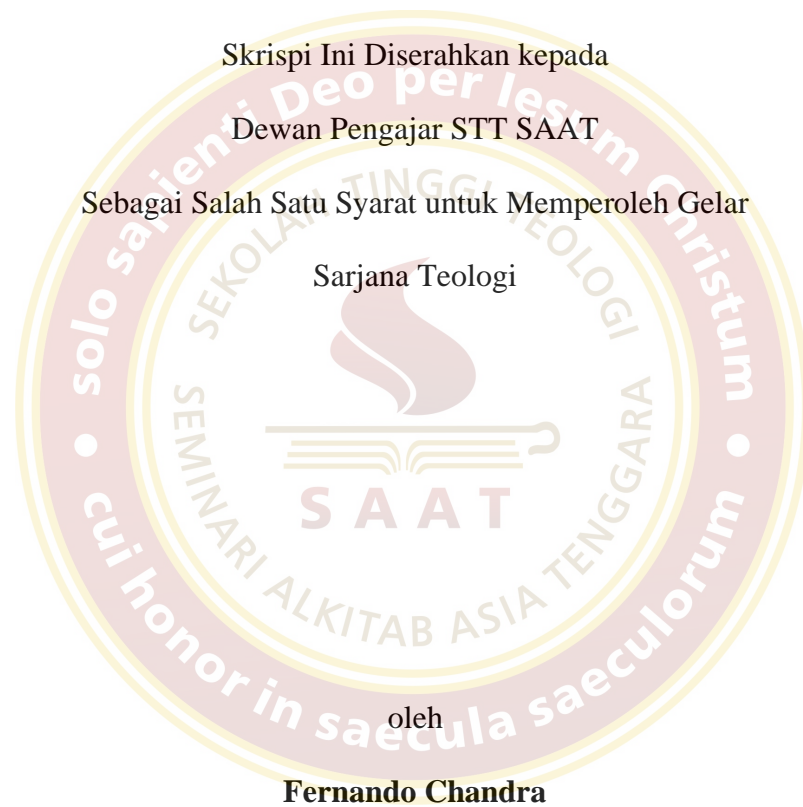 Skrispi Ini Diserahkan kepada
Dewan Pengajar STT SAAT
Sebagai Salah Satu Syarat untuk Memperoleh Gelar
Sarjana Teologi
solo sapienti Deo per Iesum Christum
SEKOLAH TINGGI TEOLOGI
SEMINARI ALKITAB ASIA TENGGARA
SAAT
cui honor in saecula saeculorum
oleh
Fernando Chandra